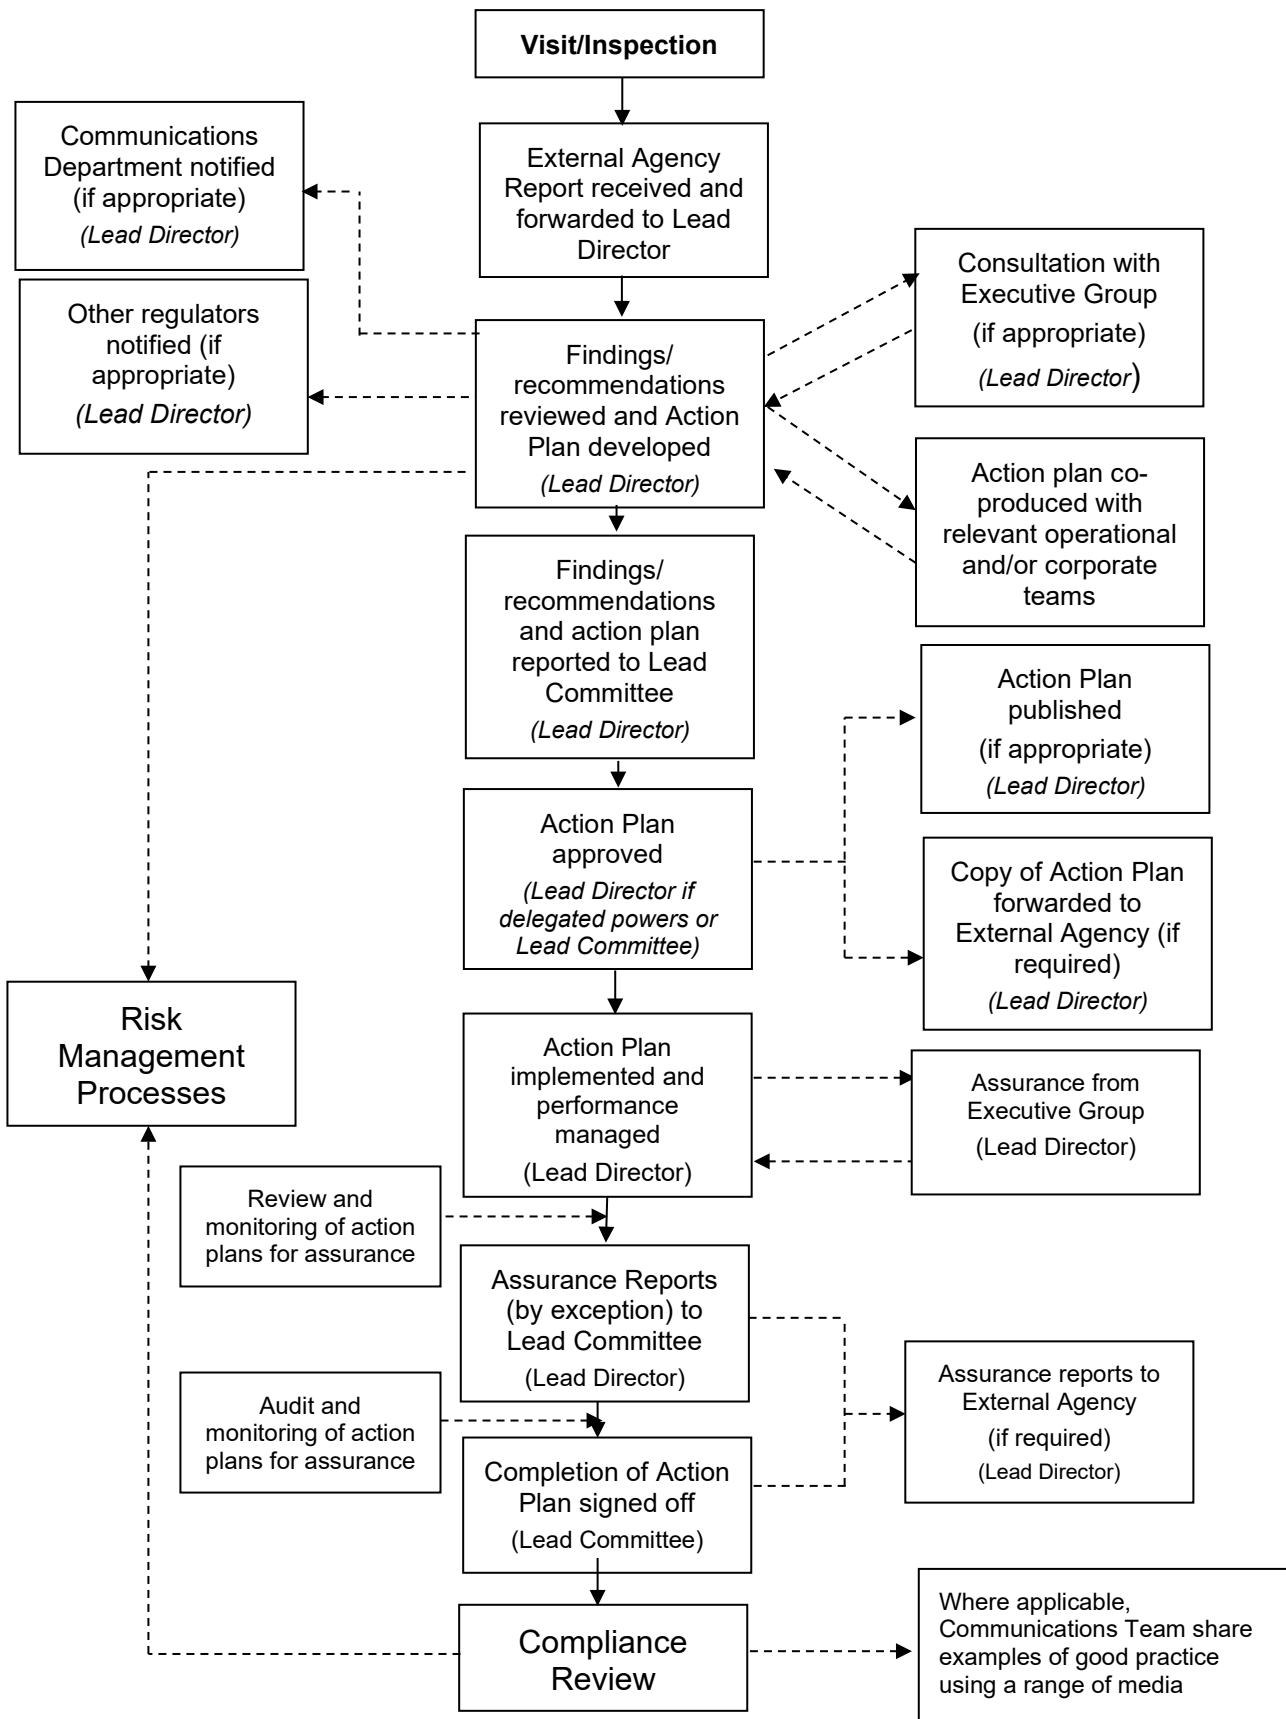 Visit/Inspection
Communications
Department notified
(if appropriate)
(Lead Director)
External Agency
Report received and
forwarded to Lead
Director
Consultation with
Executive Group
(if appropriate)
(Lead Director)
Other regulators
notified (if
appropriate)
(Lead Director)
Findings/
recommendations
reviewed and Action
Plan developed
(Lead Director)
Action plan co-
produced with
relevant operational
and/or corporate
teams
Findings/
recommendations
and action plan
reported to Lead
Committee
(Lead Director)
Action Plan
published
(if appropriate)
(Lead Director)
Action Plan
approved
(Lead Director if
delegated powers or
Lead Committee)
Copy of Action Plan
forwarded to
External Agency (if
required)
(Lead Director)
Risk
Management
Processes
Action Plan
implemented and
performance
managed
(Lead Director)
Assurance from
Executive Group
(Lead Director)
Review and
monitoring of action
plans for assurance
Assurance Reports
(by exception) to
Lead Committee
(Lead Director)
Assurance reports to
External Agency
(if required)
(Lead Director)
Audit and
monitoring of action
plans for assurance
Completion of Action
Plan signed off
(Lead Committee)
Compliance
Review
Where applicable,
Communications Team share
examples of good practice
using a range of media